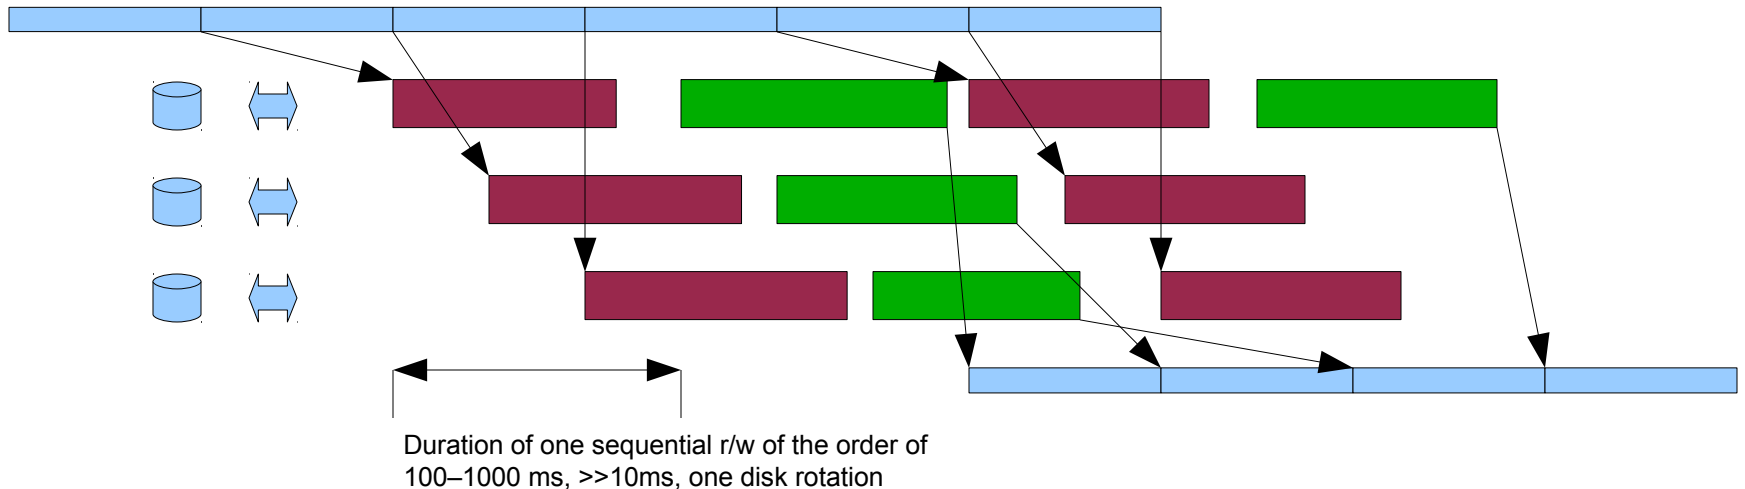 Duration of one sequential r/w of the order of
100–1000 ms, >>10ms, one disk rotation